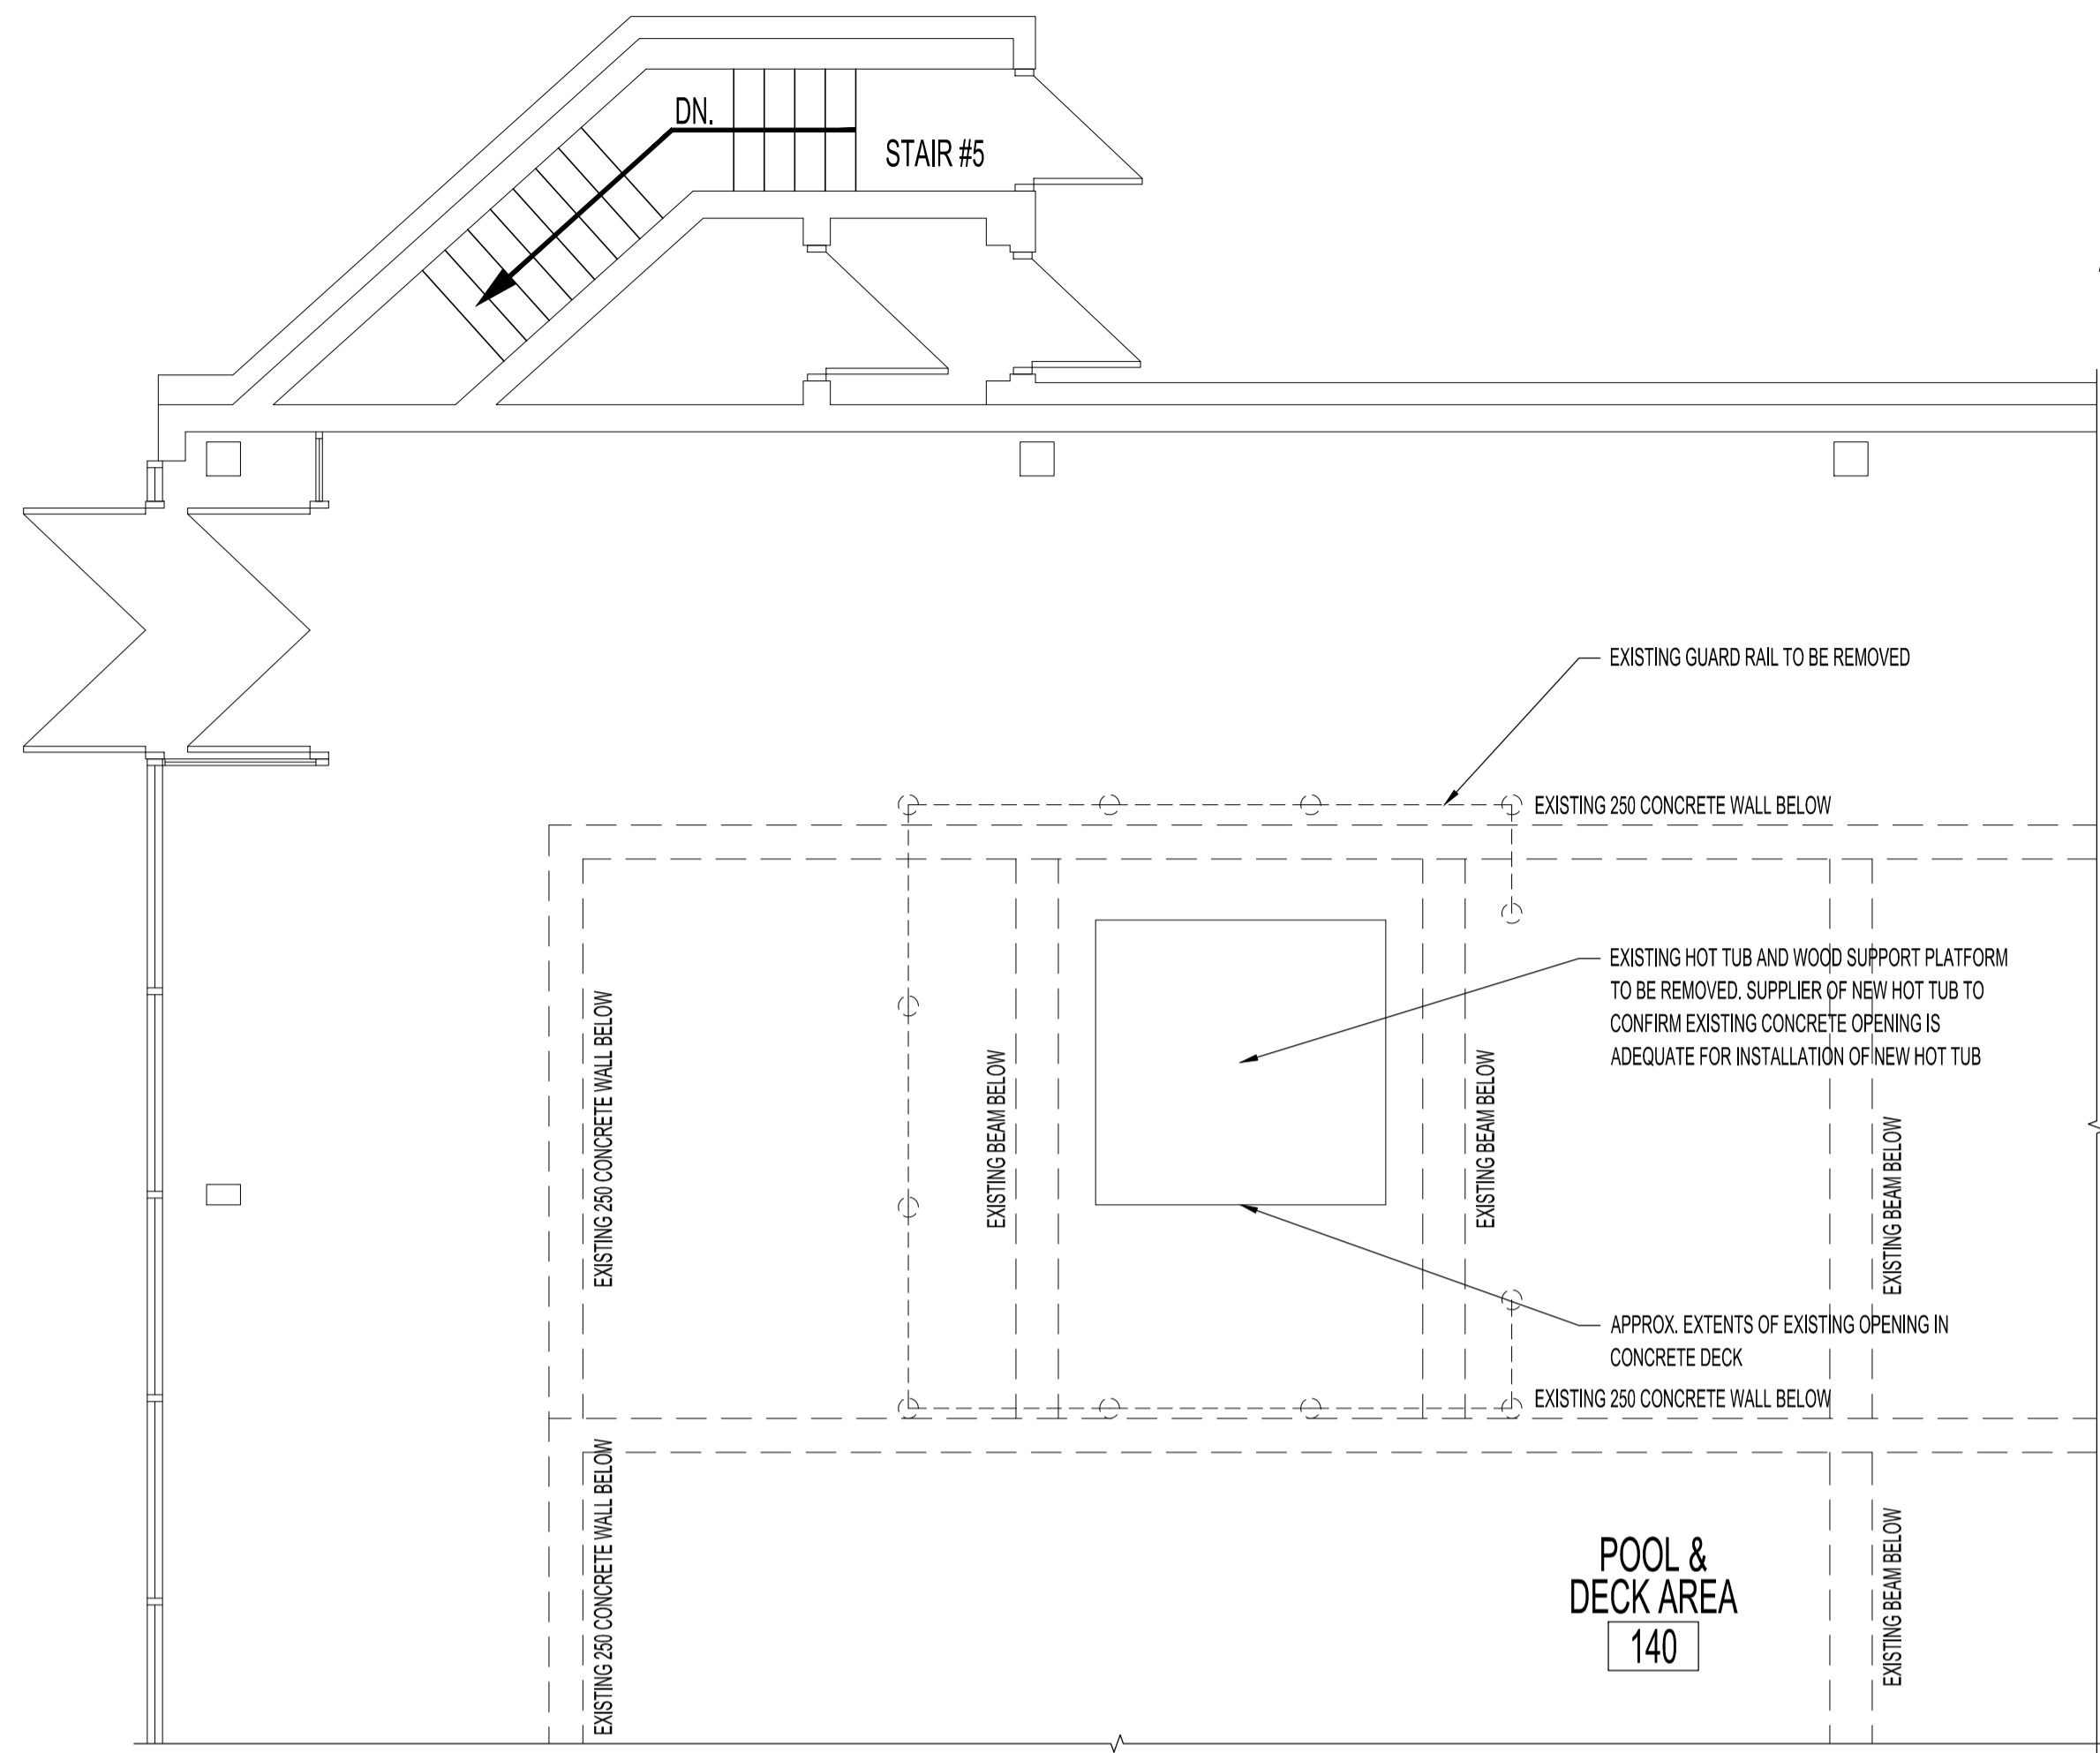 DN.
STAIR #5
EXISTING GUARD RAIL TO BE REMOVED
EXISTING 250 CONCRETE WALL BELOW
EXISTING HOT TUB AND WOOD SUPPORT PLATFORM
TO BE REMOVED. SUPPLIER OF NEW HOT TUB TO
CONFIRM EXISTING CONCRETE OPENING IS
ADEQUATE FOR INSTALLATION OF NEW HOT TUB
EXISTING 250 CONCRETE WALL BELOW
EXISTING BEAM BELOW
EXISTING BEAM BELOW
EXISTING BEAM BELOW
APPROX. EXTENTS OF EXISTING OPENING IN
CONCRETE DECK
EXISTING 250 CONCRETE WALL BELOW
EXISTING 250 CONCRETE WALL BELOW
EXISTING BEAM BELOW
POOL &
DECK AREA
140